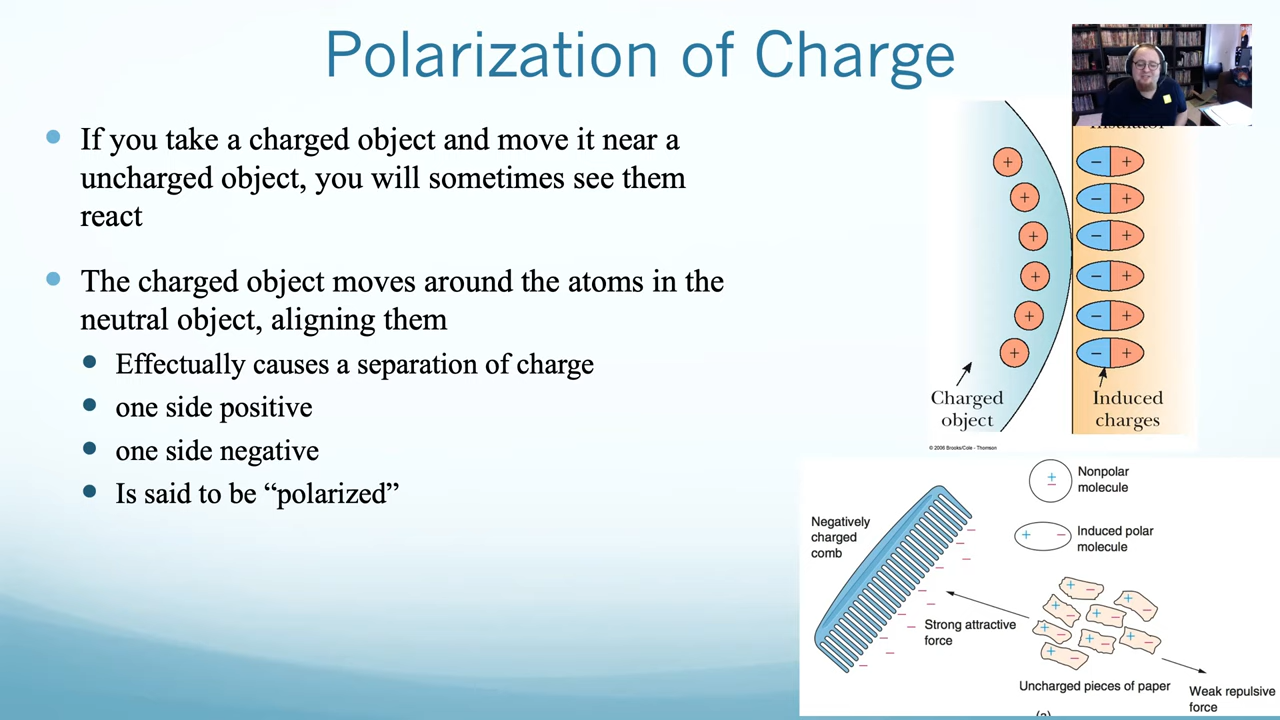 Polarization of Charge
If you take a charged object and move it near a
uncharged object, you will sometimes see them
react
The charged object moves around the atoms in the
neutral object, aligning them
Effectually causes a separation of charge
one side positive
one side negative
Is said to be “polarized”
+ − +
+ − +
+ − +
+ − +
+ − +
+ − +
Charged
object
Induced
charges
© 2006 Brooks/Cole - Thomson
Nonpolar
molecule
Induced polar
molecule
Negatively
charged
comb
Strong attractive
force
Uncharged pieces of paper
Weak repulsive
force